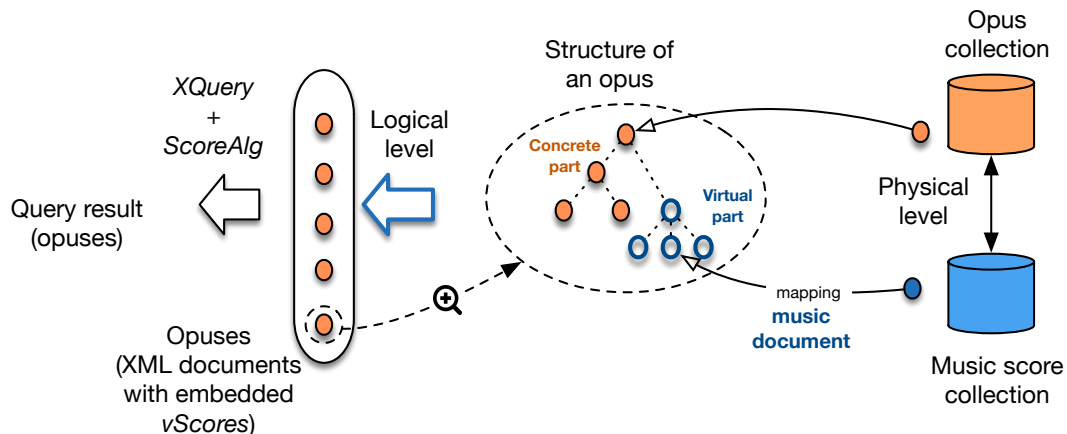 XQuery
+
ScoreAlg
Query result
(opuses)
Logical
level
Opuses
(XML documents
with embedded
vScores)
Structure of
an opus
Concrete
part
Virtual
part
mapping
music
document
Opus
collection
Physical
level
Music score
collection